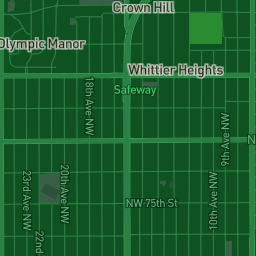 Crown Hill
Olympic Manor
Whittier Heights
18th Ave NW
Safeway
9th Ave NW
N
23rd Ave NW
20th Ave NW
NW 75th St
10th Ave NW
22nd